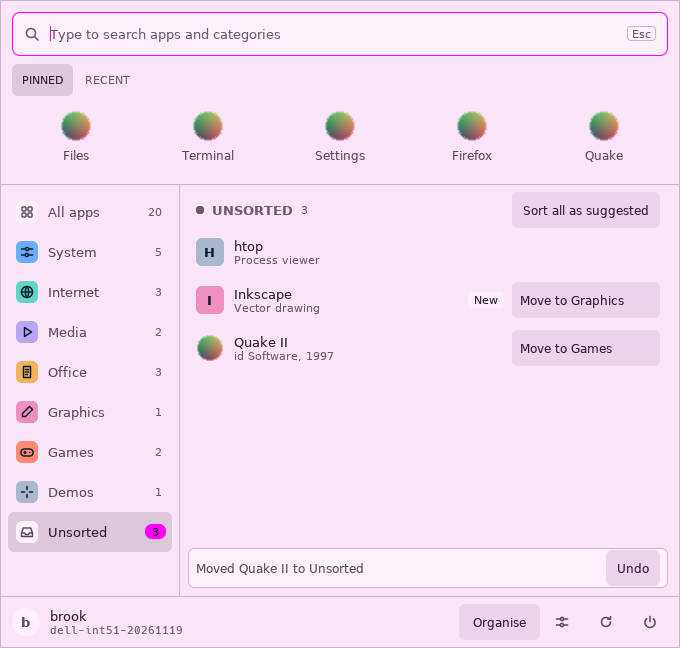 Type to search apps and categories
Esc
PINNED
RECENT
Files
Terminal
Settings
Firefox
Quake
All apps 20
System 5
Internet 3
Media 2
Office 3
Graphics 1
Games 2
Demos 1
Unsorted 3
UNSORTED 3
Sort all as suggested
H
htop
Process viewer
I
Inkscape
Vector drawing
New
Move to Graphics
Quake II
id Software, 1997
Move to Games
Moved Quake II to Unsorted
Undo
b
brook
dell-int51-20261119
Organise